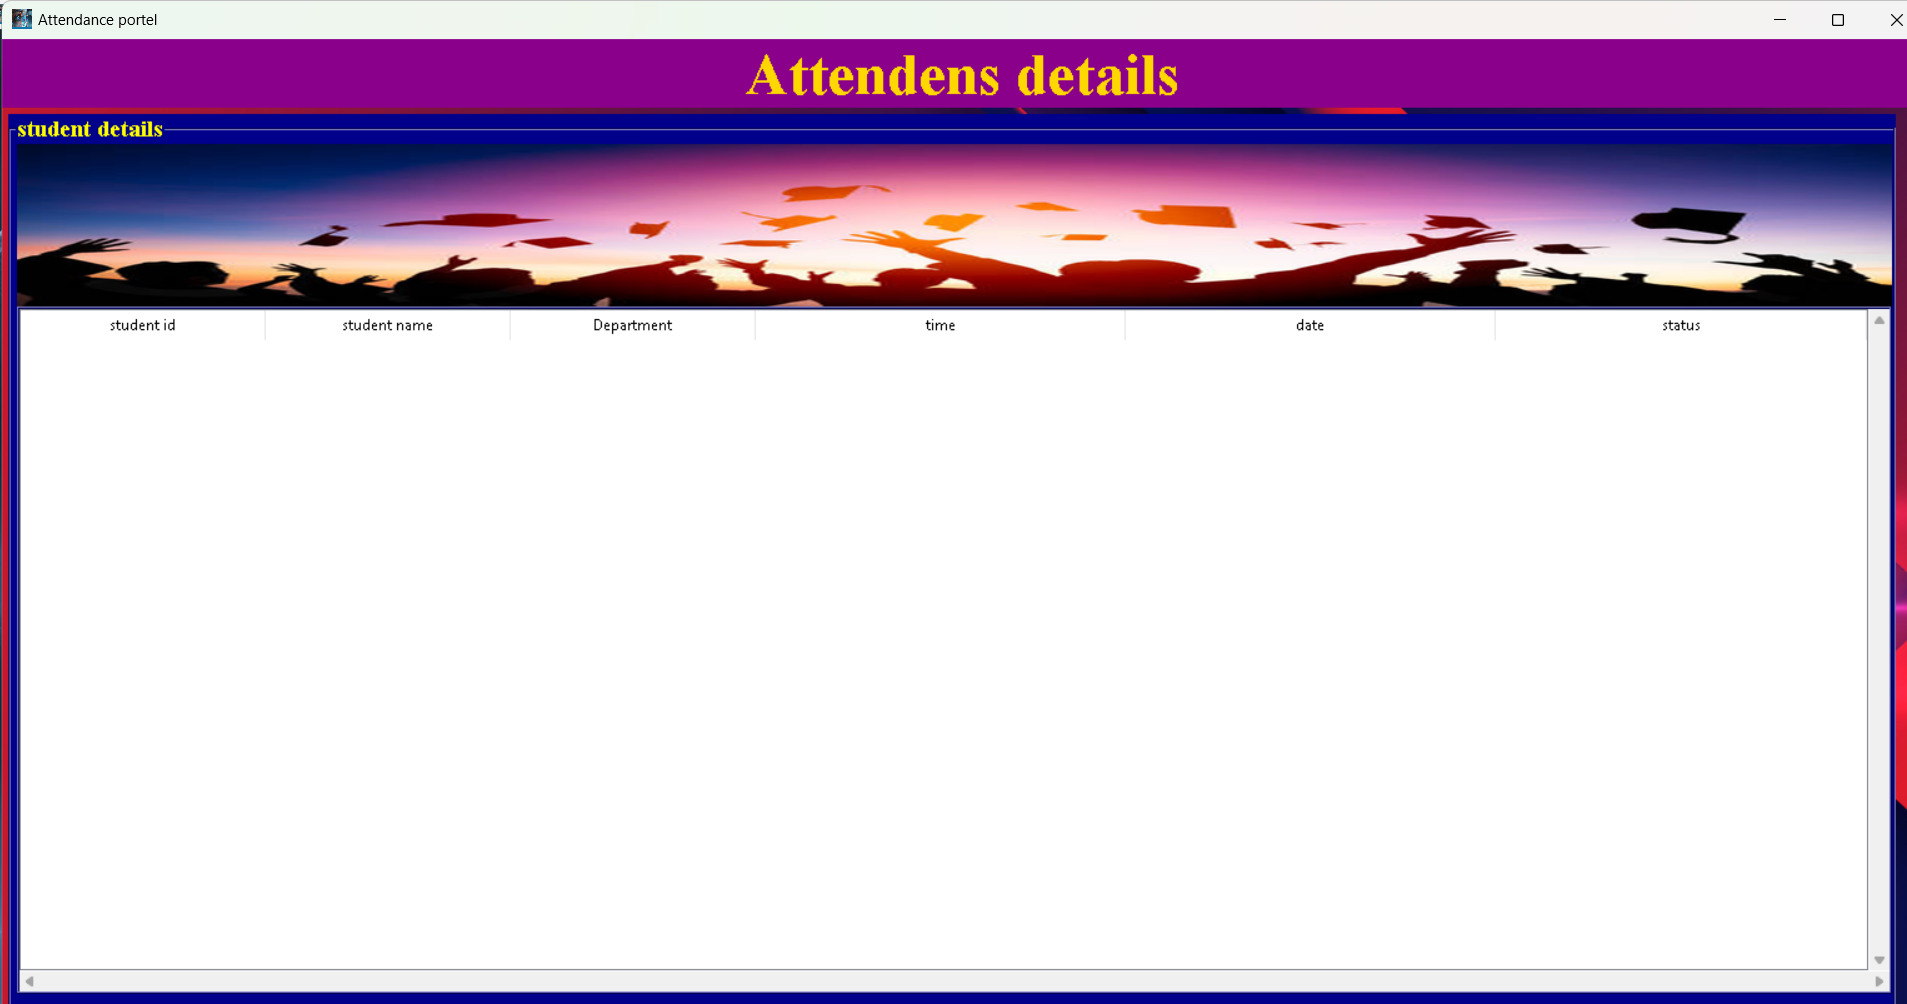 Attendance portel
Attendens details
student details
student id student name Department time date status